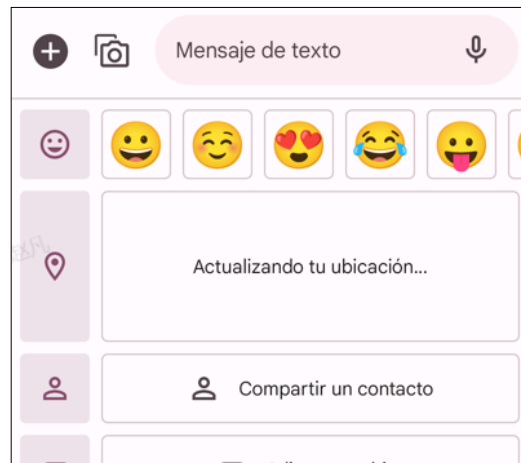 Mensaje de texto
Actualizando tu ubicación...
Compartir un contacto